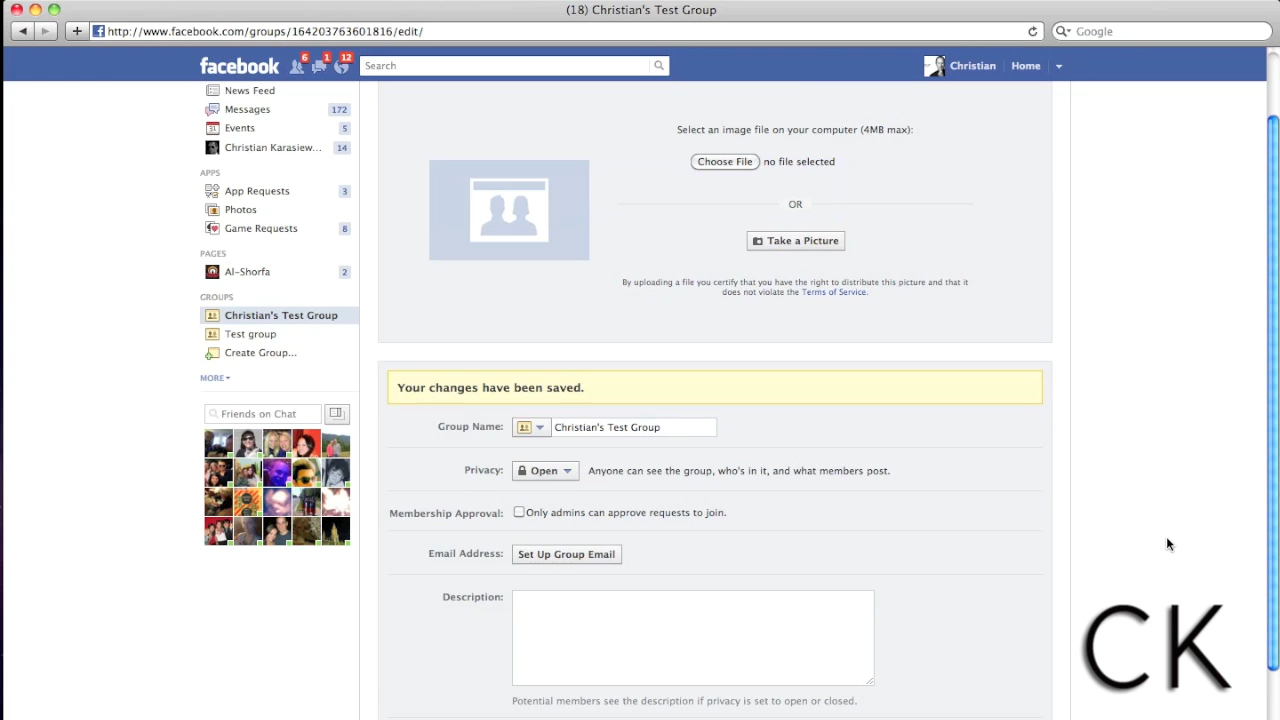 (18) Christian's Test Group
http://www.facebook.com/groups/164203763601816/edit/
Google
facebook
6
1
12
Search
Christian
Home
News Feed
Messages 172
Events 5
Christian Karasiew... 14
APPS
App Requests 3
Photos
Game Requests 8
PAGES
Al-Shorfa 2
GROUPS
Christian's Test Group
Test group
Create Group...
MORE
Friends on Chat
Select an image file on your computer (4MB max):
Choose File no file selected
OR
Take a Picture
By uploading a file you certify that you have the right to distribute this picture and that it
does not violate the Terms of Service.
Your changes have been saved.
Group Name: Christian's Test Group
Privacy: Open Anyone can see the group, who's in it, and what members post.
Membership Approval: Only admins can approve requests to join.
Email Address: Set Up Group Email
Description:
Potential members see the description if privacy is set to open or closed.
CK